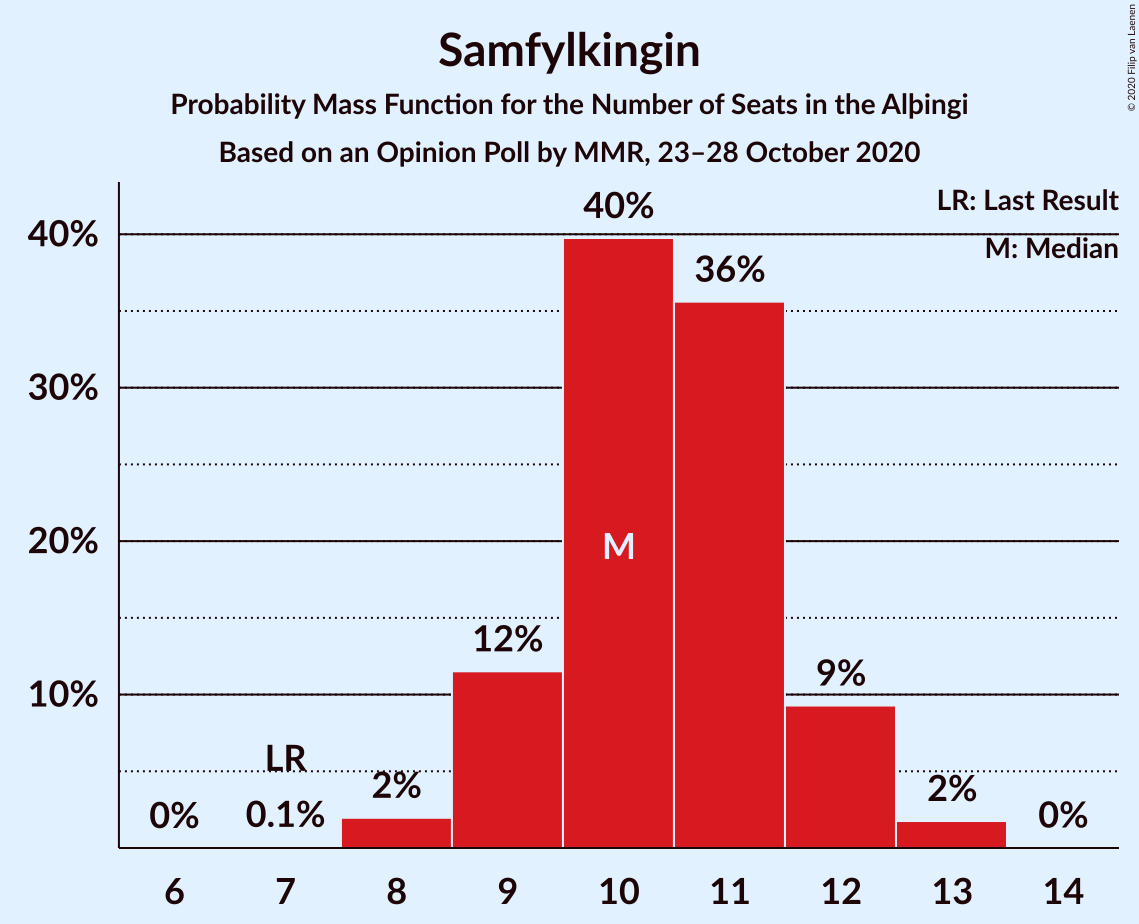 Samfylkingin
Probability Mass Function for the Number of Seats in the Alþingi
Based on an Opinion Poll by MMR, 23–28 October 2020
© 2020 Filip van Laenen
LR: Last Result
M: Median
40%
30%
20%
10%
0%
LR
0.1%
2%
12%
40%
M
36%
9%
2%
0%
6 7 8 9 10 11 12 13 14